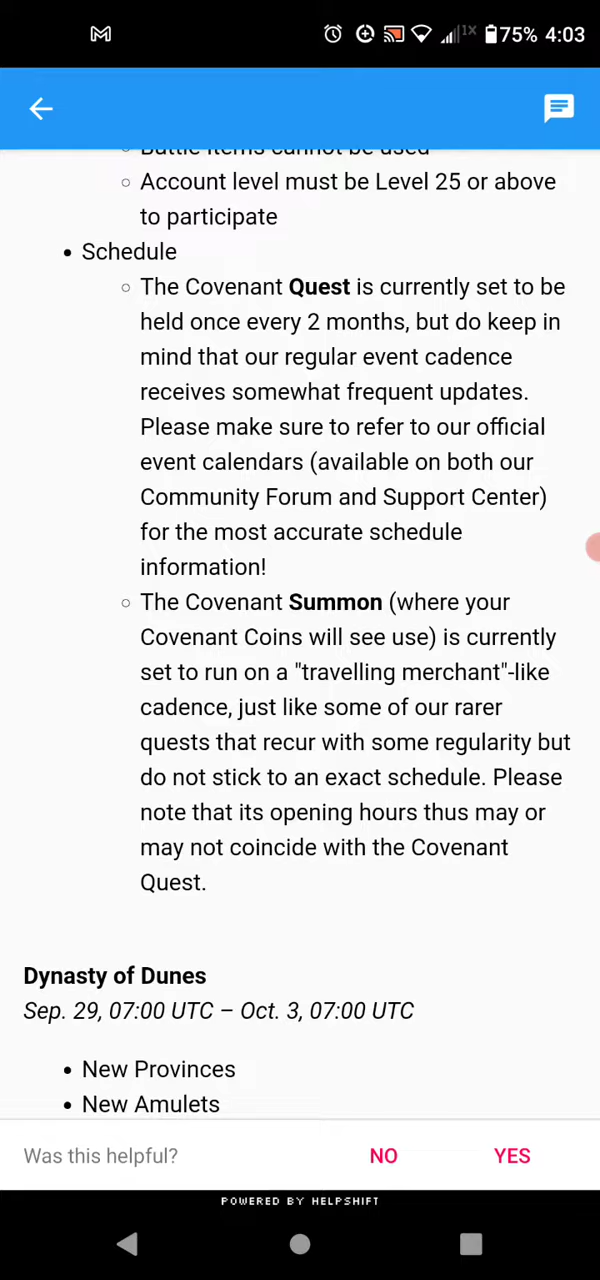 1X 75% 4:03
Battle items cannot be used
○ Account level must be Level 25 or above
to participate
• Schedule
○ The Covenant Quest is currently set to be
held once every 2 months, but do keep in
mind that our regular event cadence
receives somewhat frequent updates.
Please make sure to refer to our official
event calendars (available on both our
Community Forum and Support Center)
for the most accurate schedule
information!
○ The Covenant Summon (where your
Covenant Coins will see use) is currently
set to run on a "travelling merchant"-like
cadence, just like some of our rarer
quests that recur with some regularity but
do not stick to an exact schedule. Please
note that its opening hours thus may or
may not coincide with the Covenant
Quest.
Dynasty of Dunes
Sep. 29, 07:00 UTC – Oct. 3, 07:00 UTC
• New Provinces
• New Amulets
Was this helpful? NO YES
POWERED BY HELPSHIFT